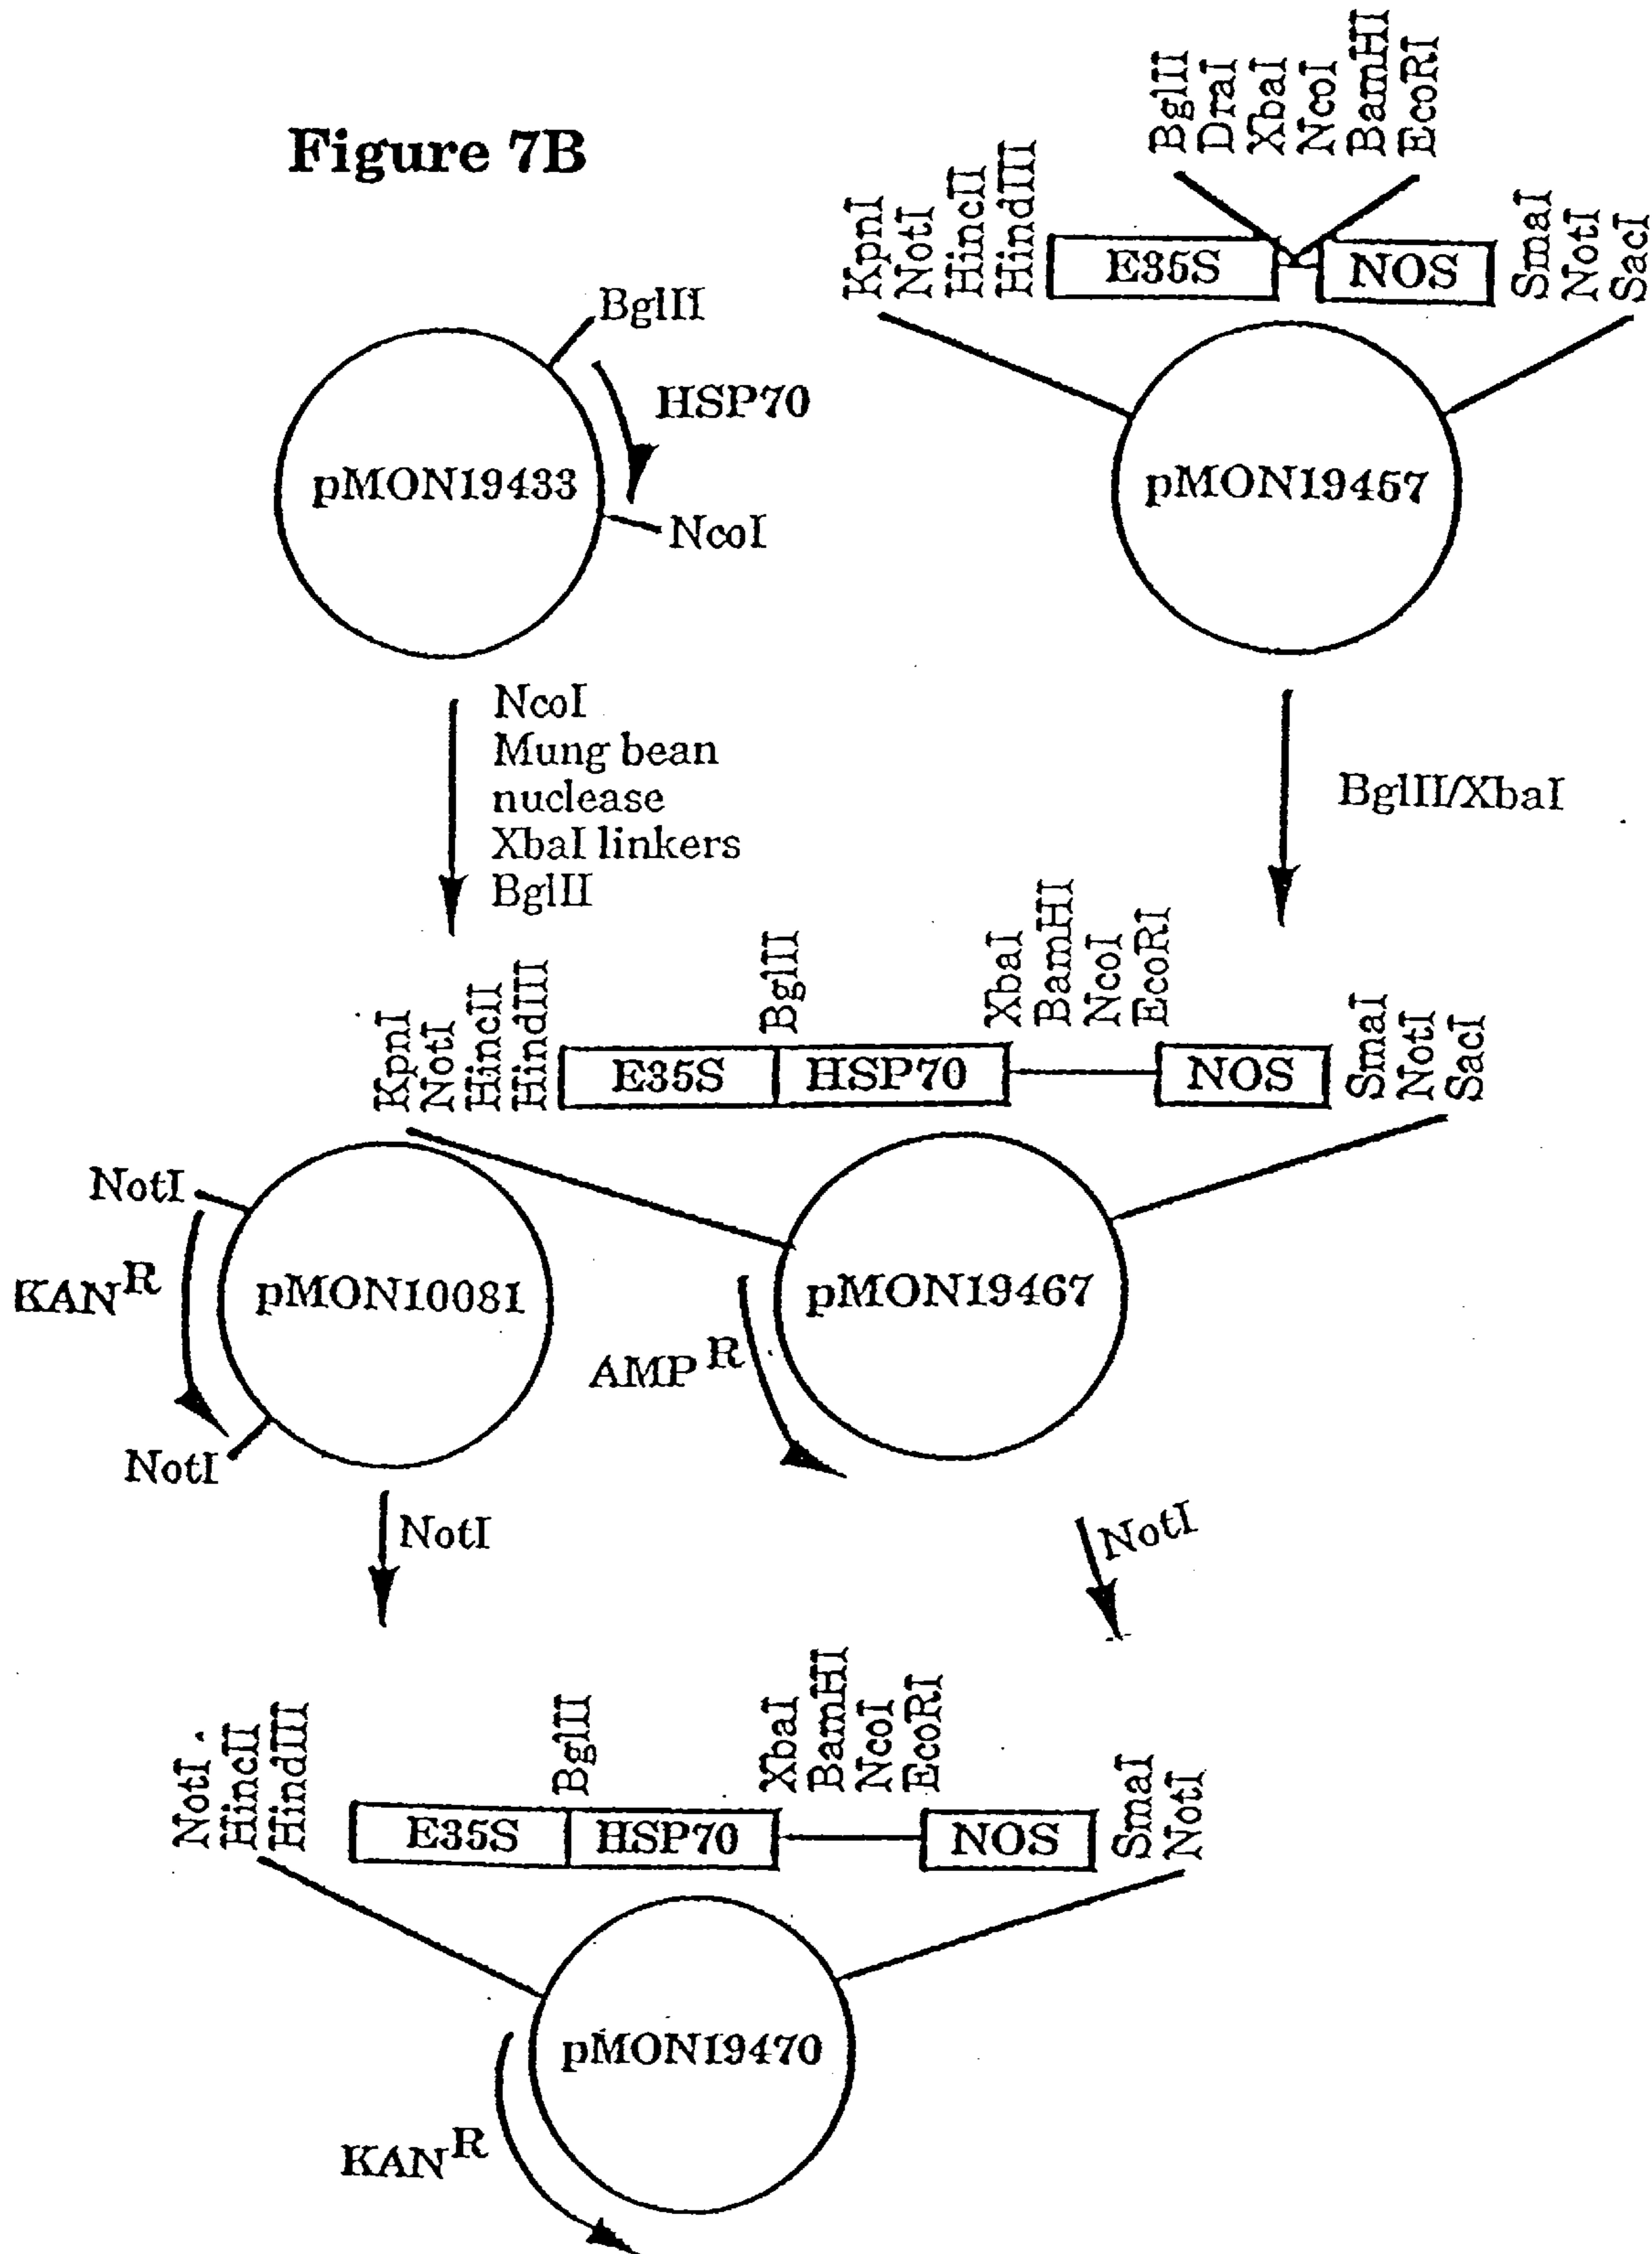 Figure 7B
BglII
DraI
XbaI
NcoI
BamHI
EcoRI
KpnI
NotI
HincII
HindIII
E35S
NOS
SmaI
NotI
SacI
BglII
HSP70
pMON19433
NcoI
pMON19457
NcoI
Mung bean
nuclease
XbaI linkers
BglII
BglII/XbaI
KpnI
NotI
HincII
HindIII
BglII
XbaI
BamHI
NcoI
EcoRI
E35S
HSP70
NOS
SmaI
NotI
SacI
NotI
KANR
pMON10081
NotI
AMPR
pMON19467
NotI
NotI
NotI
HincII
HindIII
BglII
XbaI
BamHI
NcoI
EcoRI
E35S
HSP70
NOS
SmaI
NotI
pMON19470
KANR